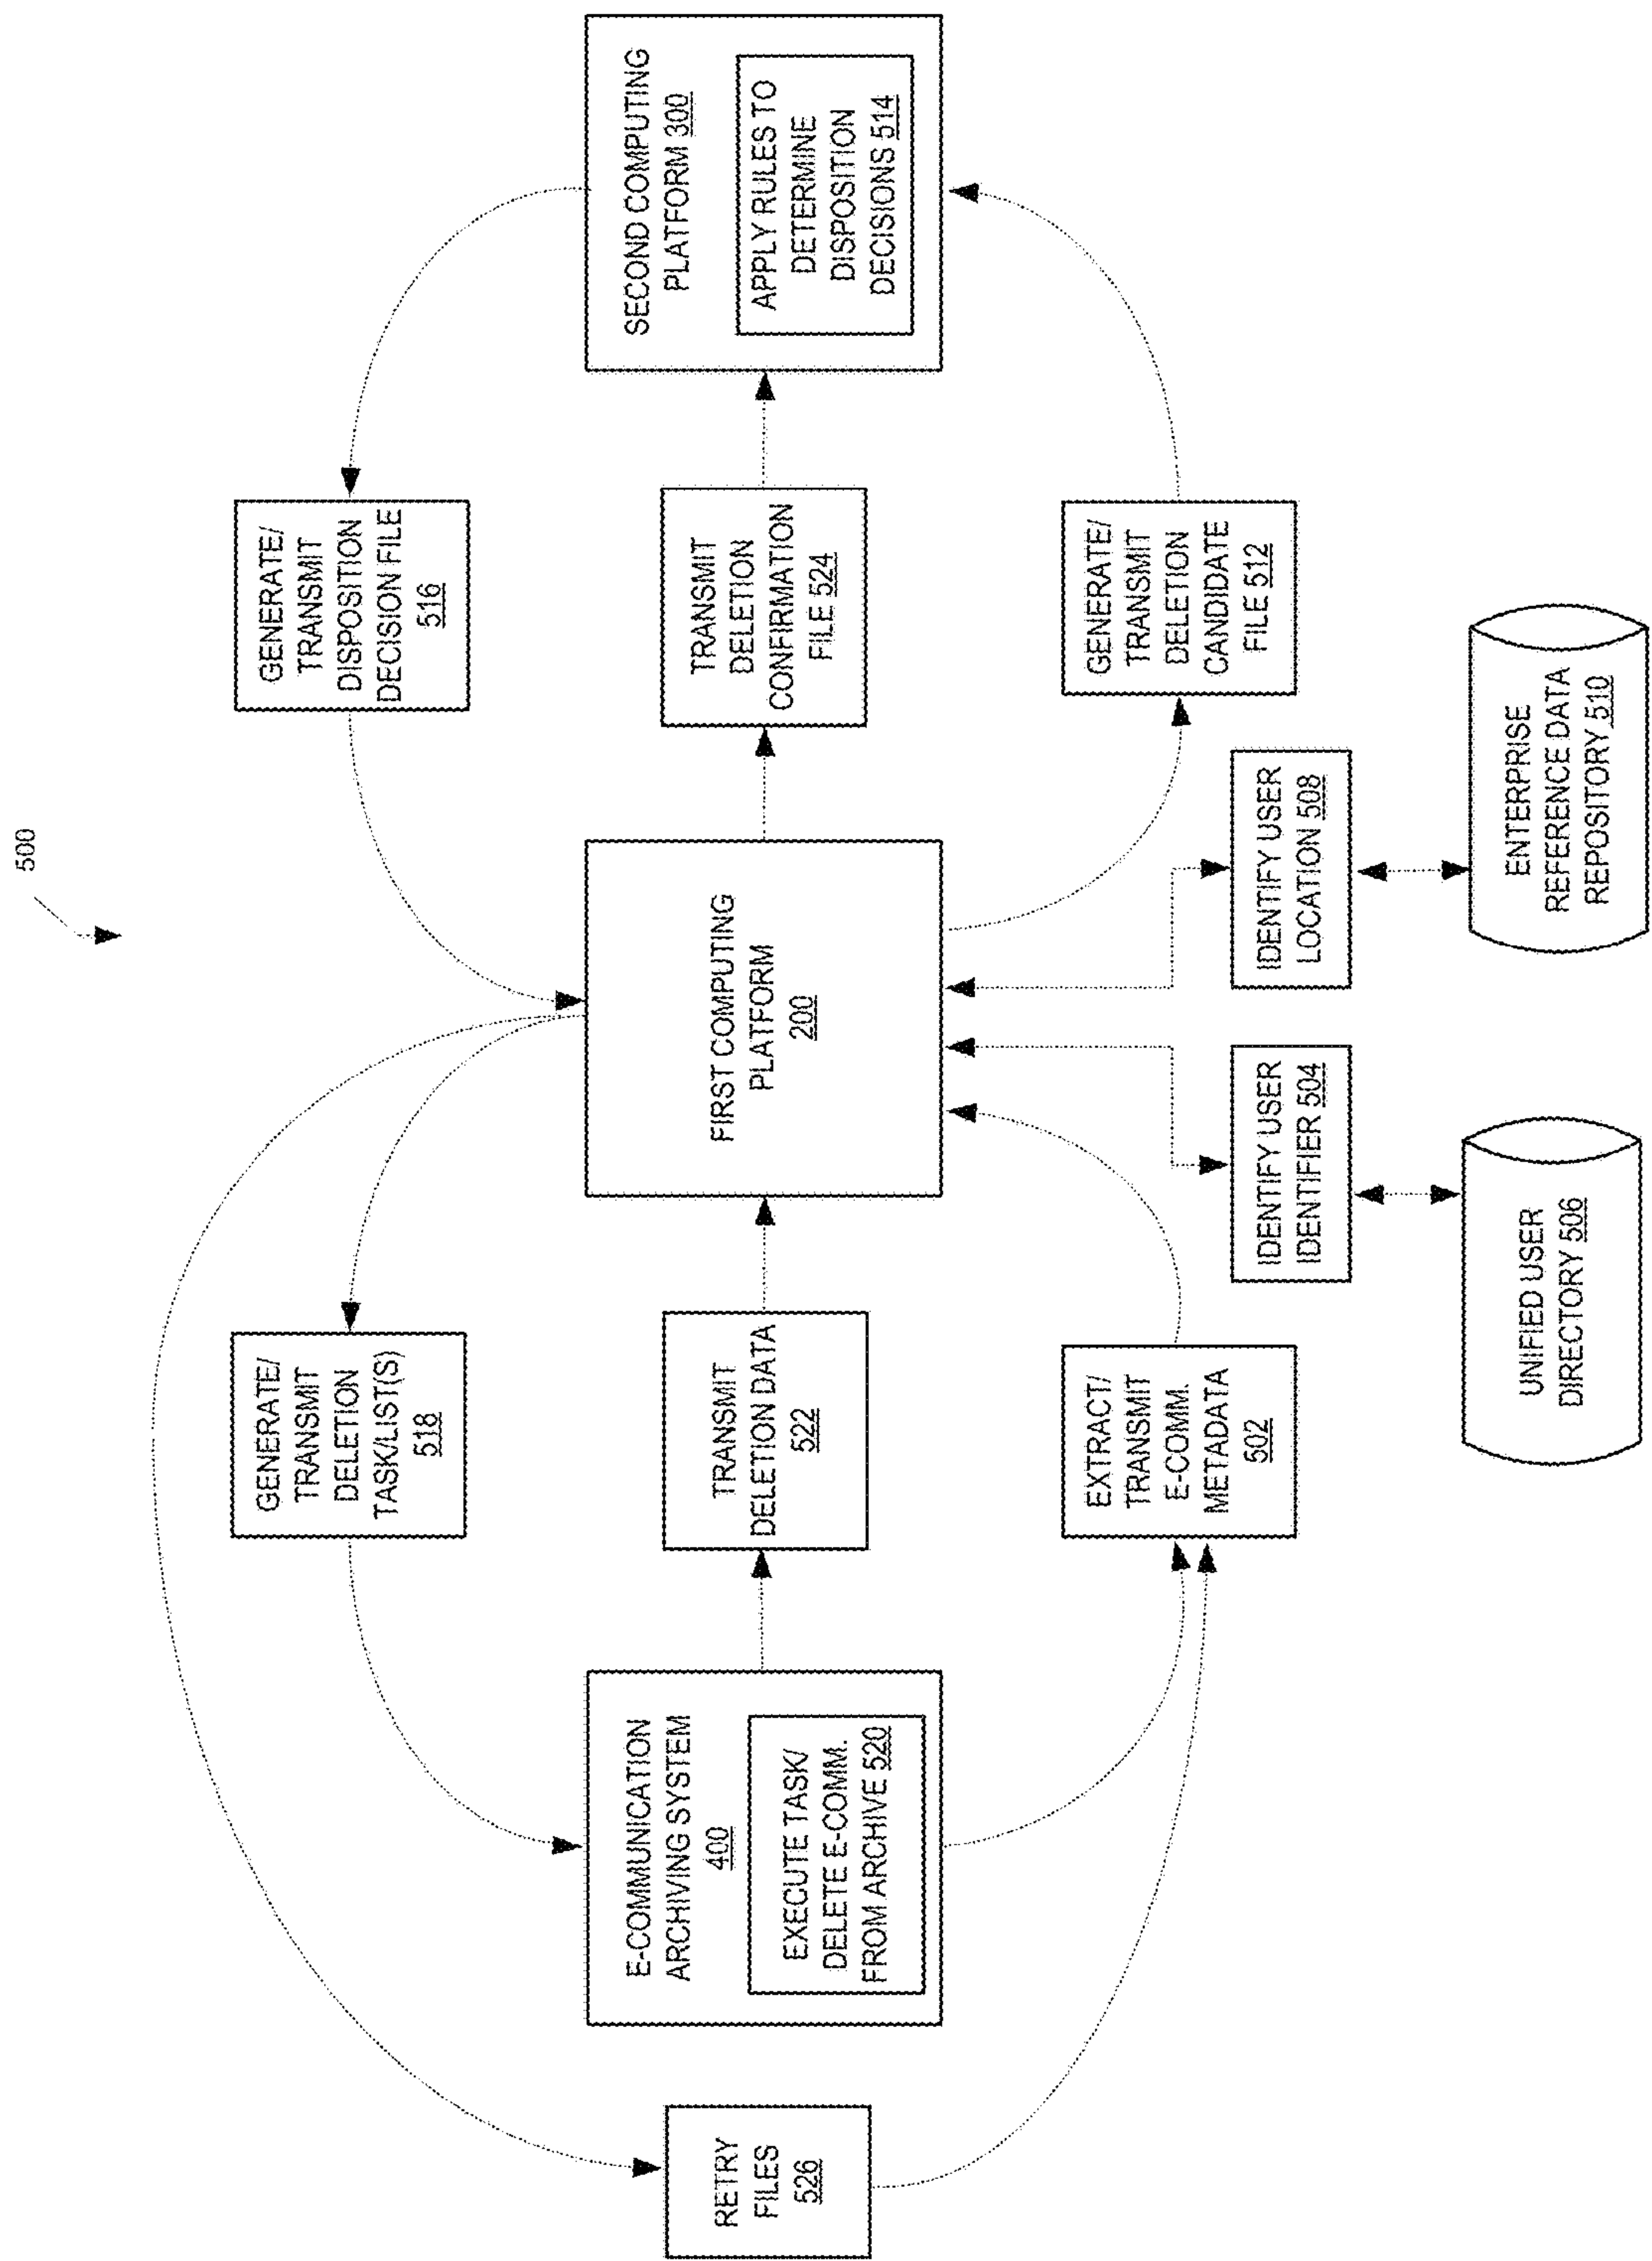 500
GENERATE/
TRANSMIT
DELETION
TASK/LIST(S)
518
GENERATE/
TRANSMIT
DISPOSITION
DECISION FILE
516
RETRY
FILES
526
E-COMMUNICATION
ARCHIVING SYSTEM
400
EXECUTE TASK/
DELETE E-COMM.
FROM ARCHIVE 520
TRANSMIT
DELETION DATA
522
FIRST COMPUTING
PLATFORM
200
TRANSMIT
DELETION
CONFIRMATION
FILE 524
SECOND COMPUTING
PLATFORM 300
APPLY RULES TO
DETERMINE
DISPOSITION
DECISIONS 514
EXTRACT/
TRANSMIT
E-COMM.
METADATA
502
GENERATE/
TRANSMIT
DELETION
CANDIDATE
FILE 512
IDENTIFY USER
IDENTIFIER 504
IDENTIFY USER
LOCATION 508
UNIFIED USER
DIRECTORY 506
ENTERPRISE
REFERENCE DATA
REPOSITORY 510